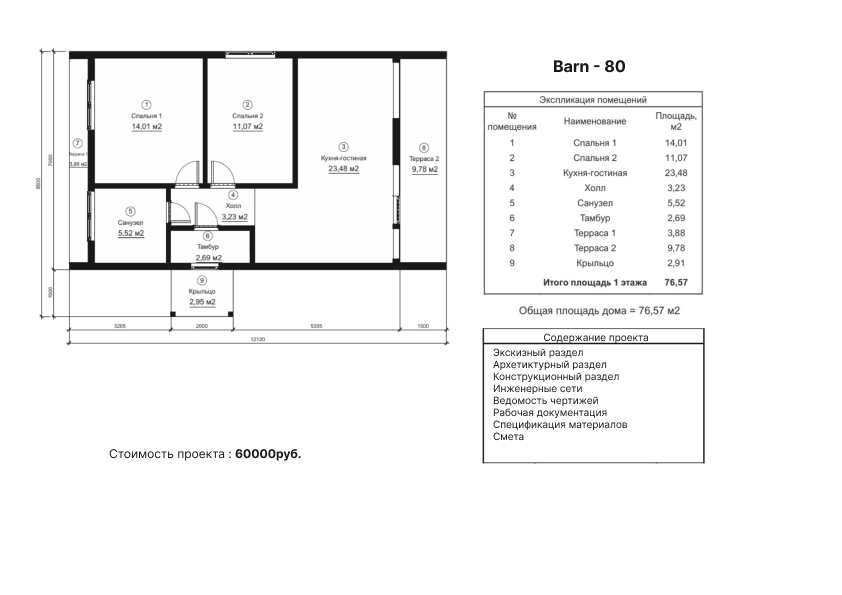 Barn - 80
1
Спальня 1
14,01 м2
2
Спальня 2
11,07 м2
3
Кухня-гостиная
23,48 м2
7
3,88 м2
8
Терраса 2
9,78 м2
4
Холл
3,23 м2
5
Санузел
5,52 м2
6
Тамбур
2,69 м2
9
Крыльцо
2,95 м2
8500
7000
1500
3265
2000
5355
1500
12120
Экспликация помещений
№ помещения Наименование Площадь, м2
1 Спальня 1 14,01
2 Спальня 2 11,07
3 Кухня-гостиная 23,48
4 Холл 3,23
5 Санузел 5,52
6 Тамбур 2,69
7 Терраса 1 3,88
8 Терраса 2 9,78
9 Крыльцо 2,91
Итого площадь 1 этажа 76,57
Общая площадь дома = 76,57 м2
Содержание проекта
Экскизный раздел
Архетиктурный раздел
Конструкционный раздел
Инженерные сети
Ведомость чертижей
Рабочая документация
Спецификация материалов
Смета
Стоимость проекта : 60000руб.